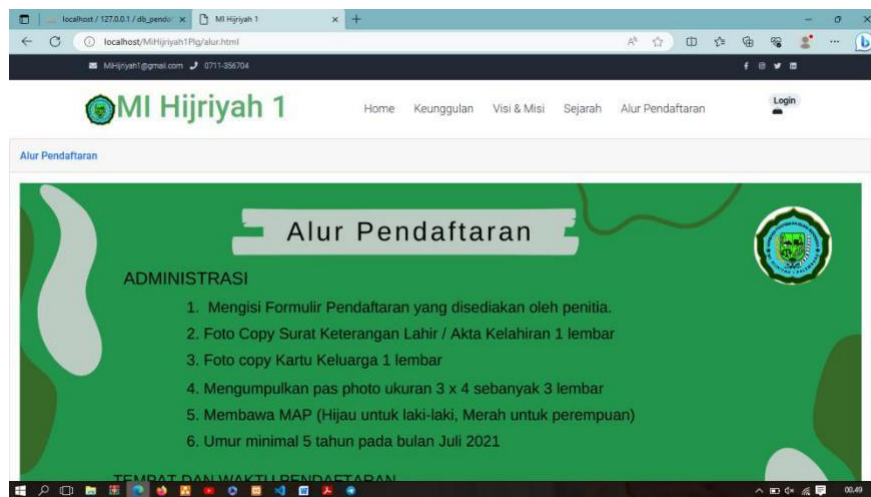 localhost / 127.0.0.1 / db_pendaf
MI Hijriyah 1
localhost/MiHijriyah1Plg/alur.html
MiHijriyah1@gmail.com 0711-356704
MI Hijriyah 1
Home Keunggulan Visi & Misi Sejarah Alur Pendaftaran
Login
Alur Pendaftaran
Alur Pendaftaran
ADMINISTRASI
1. Mengisi Formulir Pendaftaran yang disediakan oleh penitia.
2. Foto Copy Surat Keterangan Lahir / Akta Kelahiran 1 lembar
3. Foto copy Kartu Keluarga 1 lembar
4. Mengumpulkan pas photo ukuran 3 x 4 sebanyak 3 lembar
5. Membawa MAP (Hijau untuk laki-laki, Merah untuk perempuan)
6. Umur minimal 5 tahun pada bulan Juli 2021
TEMPAT DAN WAKTU PENDAFTARAN
00.49